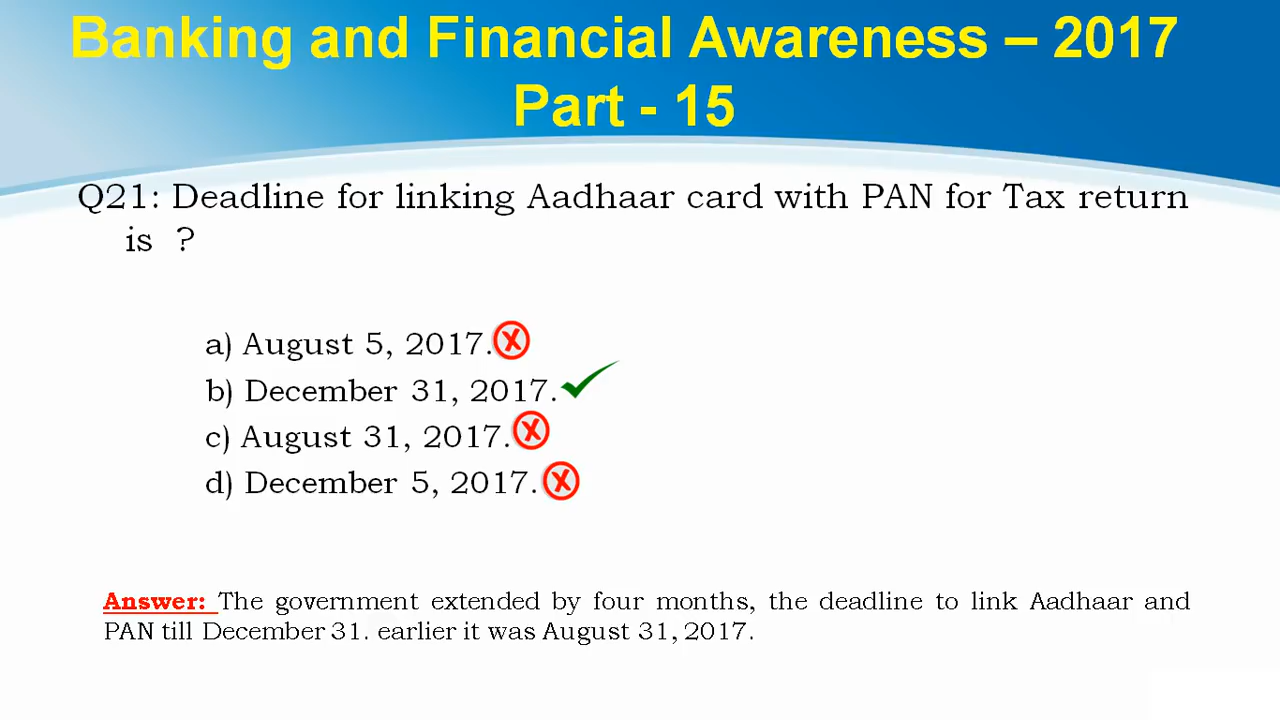 Banking and Financial Awareness – 2017
Part - 15
Q21: Deadline for linking Aadhaar card with PAN for Tax return
is ?
a) August 5, 2017.
b) December 31, 2017.
c) August 31, 2017.
d) December 5, 2017.
Answer: The government extended by four months, the deadline to link Aadhaar and
PAN till December 31. earlier it was August 31, 2017.